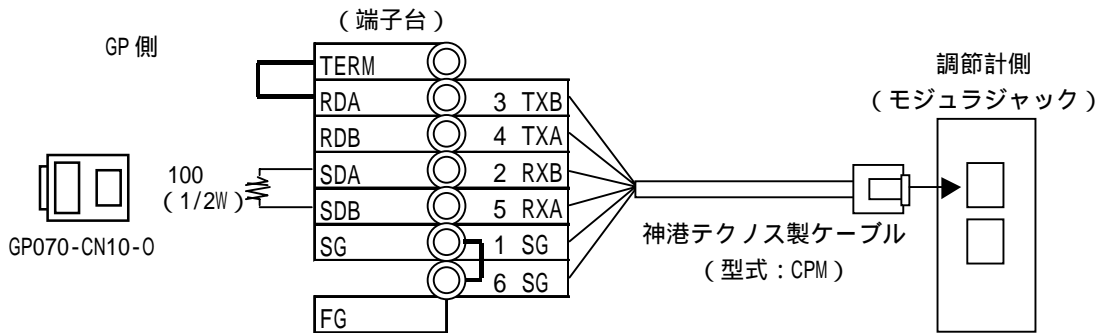 （端子台）
GP側
TERM
RDA
3 TXB
RDB
4 TXA
SDA
2 RXB
SDB
5 RXA
SG
1 SG
6 SG
FG
100
（1/2W）
GP070-CN10-O
神港テクノス製ケーブル
（型式：CPM）
調節計側
（モジュラジャック）